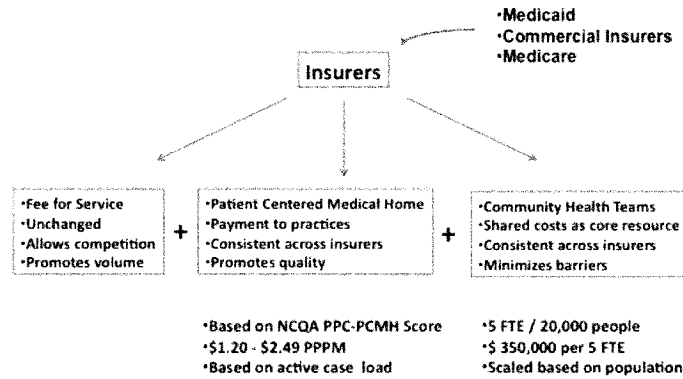 •Medicaid
•Commercial Insurers
•Medicare
Insurers
•Fee for Service
•Unchanged
•Allows competition
•Promotes volume
+
•Patient Centered Medical Home
•Payment to practices
•Consistent across insurers
•Promotes quality
+
•Community Health Teams
•Shared costs as core resource
•Consistent across insurers
•Minimizes barriers
•Based on NCQA PPC-PCMH Score
•$1.20 - $2.49 PPPM
•Based on active case load
•5 FTE / 20,000 people
•$ 350,000 per 5 FTE
•Scaled based on population